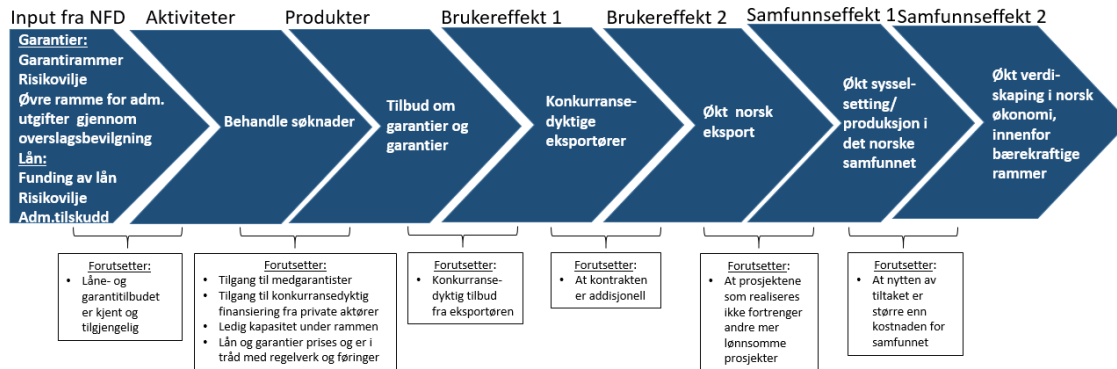 Input fra NFD
Aktiviteter
Produkter
Brukereffekt 1
Brukereffekt 2
Samfunnseffekt 1
Samfunnseffekt 2
Garantier:
Garantirammer
Risikovilje
Øvre ramme for adm.
utgifter gjennom
overslagsbevilgning
Lån:
Funding av lån
Risikovilje
Adm.tilskudd
Behandle søknader
Tilbud om
garantier og
garantier
Konkurranse-
dyktige
eksportører
Økt norsk
eksport
Økt syssel-
setting/
produksjon i
det norske
samfunnet
Økt verdi-
skaping i norsk
økonomi,
innenfor
bærekraftige
rammer
Forutsetter:
• Låne- og
garantitilbudet
er kjent og
tilgjengelig
Forutsetter:
• Tilgang til medgarantister
• Tilgang til konkurransedyktig
finansiering fra private aktører
• Ledig kapasitet under rammen
• Lån og garantier prises og er i
tråd med regelverk og føringer
Forutsetter:
• Konkurranse-
dyktig tilbud
fra eksportøren
Forutsetter:
• At kontrakten
er addisjonell
Forutsetter:
• At prosjektene
som realiseres
ikke fortrenger
andre mer
lønnsomme
prosjekter
Forutsetter:
• At nytten av
tiltaket er
større enn
kostnaden for
samfunnet